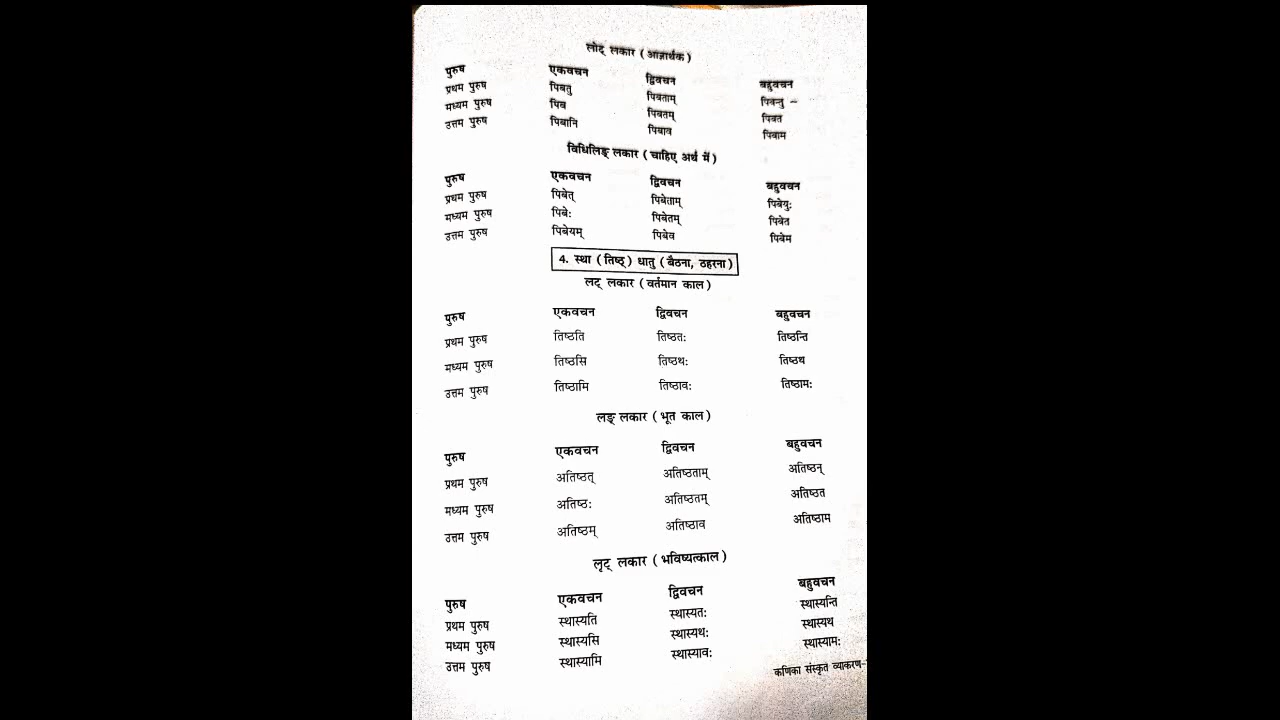 लोट् लकार ( आज्ञार्थक )
पुरुष एकवचन द्विवचन बहुवचन
प्रथम पुरुष पिबतु पिबताम् पिबन्तु
मध्यम पुरुष पिब पिबतम् पिबत
उत्तम पुरुष पिबानि पिबाव पिबाम
विधिलिङ् लकार ( चाहिए अर्थ में )
पुरुष एकवचन द्विवचन बहुवचन
प्रथम पुरुष पिबेत् पिबेताम् पिबेयुः
मध्यम पुरुष पिबेः पिबेतम् पिबेत
उत्तम पुरुष पिबेयम् पिबेव पिबेम
4. स्था ( तिष्ठ् ) धातु ( बैठना, ठहरना )
लट् लकार ( वर्तमान काल )
पुरुष एकवचन द्विवचन बहुवचन
प्रथम पुरुष तिष्ठति तिष्ठतः तिष्ठन्ति
मध्यम पुरुष तिष्ठसि तिष्ठथः तिष्ठथ
उत्तम पुरुष तिष्ठामि तिष्ठावः तिष्ठामः
लङ् लकार ( भूत काल )
पुरुष एकवचन द्विवचन बहुवचन
प्रथम पुरुष अतिष्ठत् अतिष्ठताम् अतिष्ठन्
मध्यम पुरुष अतिष्ठः अतिष्ठतम् अतिष्ठत
उत्तम पुरुष अतिष्ठम् अतिष्ठाव अतिष्ठाम
लृट् लकार ( भविष्यत्काल )
पुरुष एकवचन द्विवचन बहुवचन
प्रथम पुरुष स्थास्यति स्थास्यतः स्थास्यन्ति
मध्यम पुरुष स्थास्यसि स्थास्यथः स्थास्यथ
उत्तम पुरुष स्थास्यामि स्थास्यावः स्थास्यामः
कणिका संस्कृत व्याकरण-